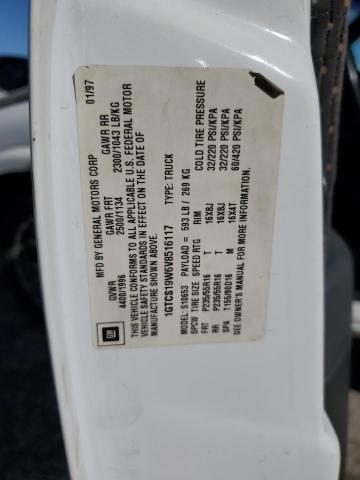 MFD BY GENERAL MOTORS CORP 01/97
GVWR GAWR FRT GAWR RR
4400/1996 2500/1134 2300/1043 LB/KG
THIS VEHICLE CONFORMS TO ALL APPLICABLE U.S. FEDERAL MOTOR
VEHICLE SAFETY STANDARDS IN EFFECT ON THE DATE OF
MANUFACTURE SHOWN ABOVE.
1GTCS19W6V8516117 TYPE: TRUCK
MODEL: S10653 PAYLOAD = 593 LB / 269 KG
SPCW TIRE SIZE SPEED RTG RIM COLD TIRE PRESSURE
FRT P235/55R16 T 16X8J 32/220 PSI/KPA
RR P235/55R16 T 16X8J 32/220 PSI/KPA
SPA T155/90D16 M 16X4T 60/420 PSI/KPA
SEE OWNER'S MANUAL FOR MORE INFORMATION.
GM